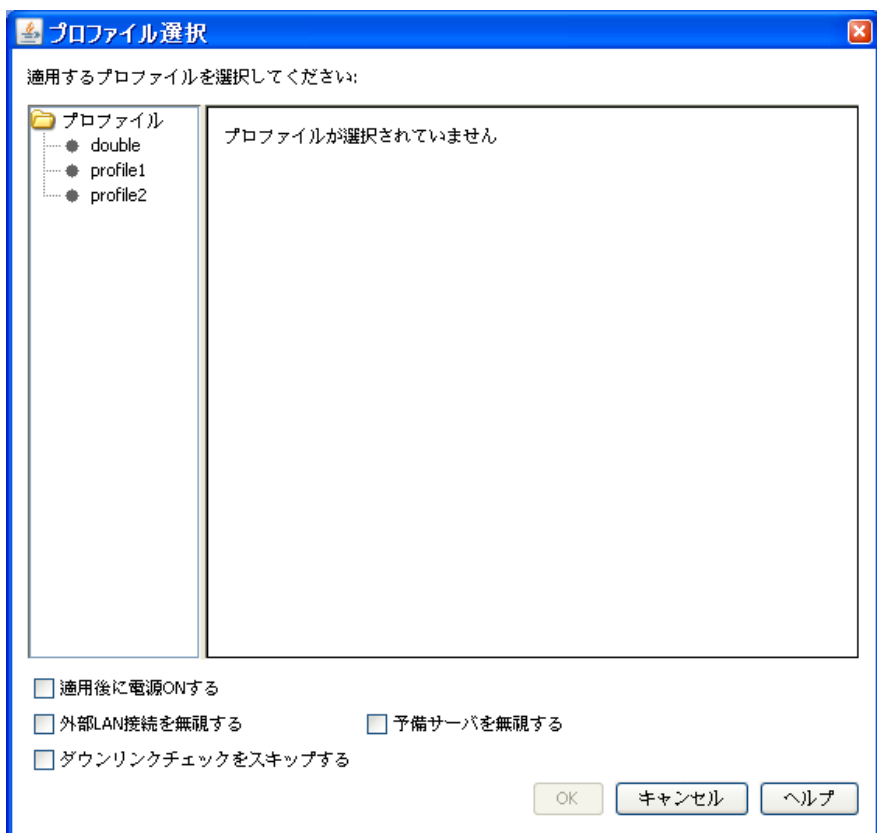 プロファイル選択
適用するプロファイルを選択してください:
プロファイル
double
profile1
profile2
プロファイルが選択されていません
適用後に電源ONする
外部LAN接続を無視する
予備サーバを無視する
ダウンリンクチェックをスキップする
OK
キャンセル
ヘルプ